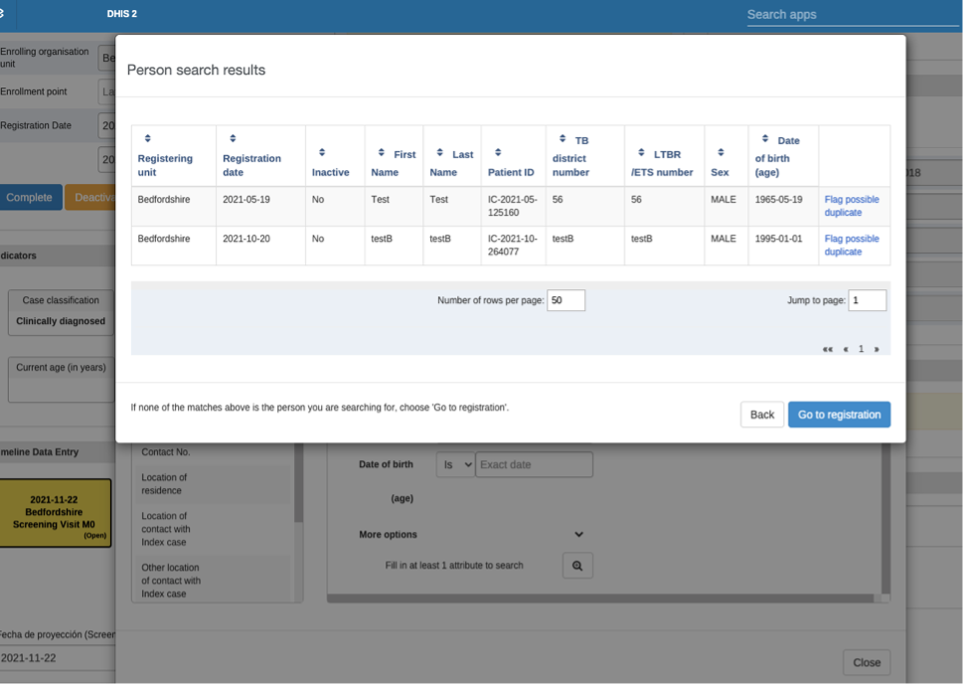 DHIS 2
Search apps
Enrolling organisation
unit
Be
Enrollment point
La
Registration Date
20
20
Complete
Deactiva
dicators
Case classification
Clinically diagnosed
Current age (in years)
meline Data Entry
2021-11-22
Bedfordshire
Screening Visit M0
(Open)
Fecha de proyección (Screen
2021-11-22
Person search results
Registering
unit
Registration
date
Inactive
First
Name
Last
Name
Patient ID
TB
district
number
LTBR
/ETS number
Sex
Date
of birth
(age)
Bedfordshire
2021-05-19
No
Test
Test
IC-2021-05-
125160
56
56
MALE
1965-05-19
Flag possible
duplicate
Bedfordshire
2021-10-20
No
testB
testB
IC-2021-10-
264077
testB
testB
MALE
1995-01-01
Flag possible
duplicate
Number of rows per page: 50
Jump to page: 1
«« « 1 »
If none of the matches above is the person you are searching for, choose 'Go to registration'.
Back
Go to registration
18
Contact No.
Location of
residence
Location of
contact with
Index case
Other location
of contact with
Index case
Date of birth
Is
Exact date
(age)
More options
Fill in at least 1 attribute to search
Close